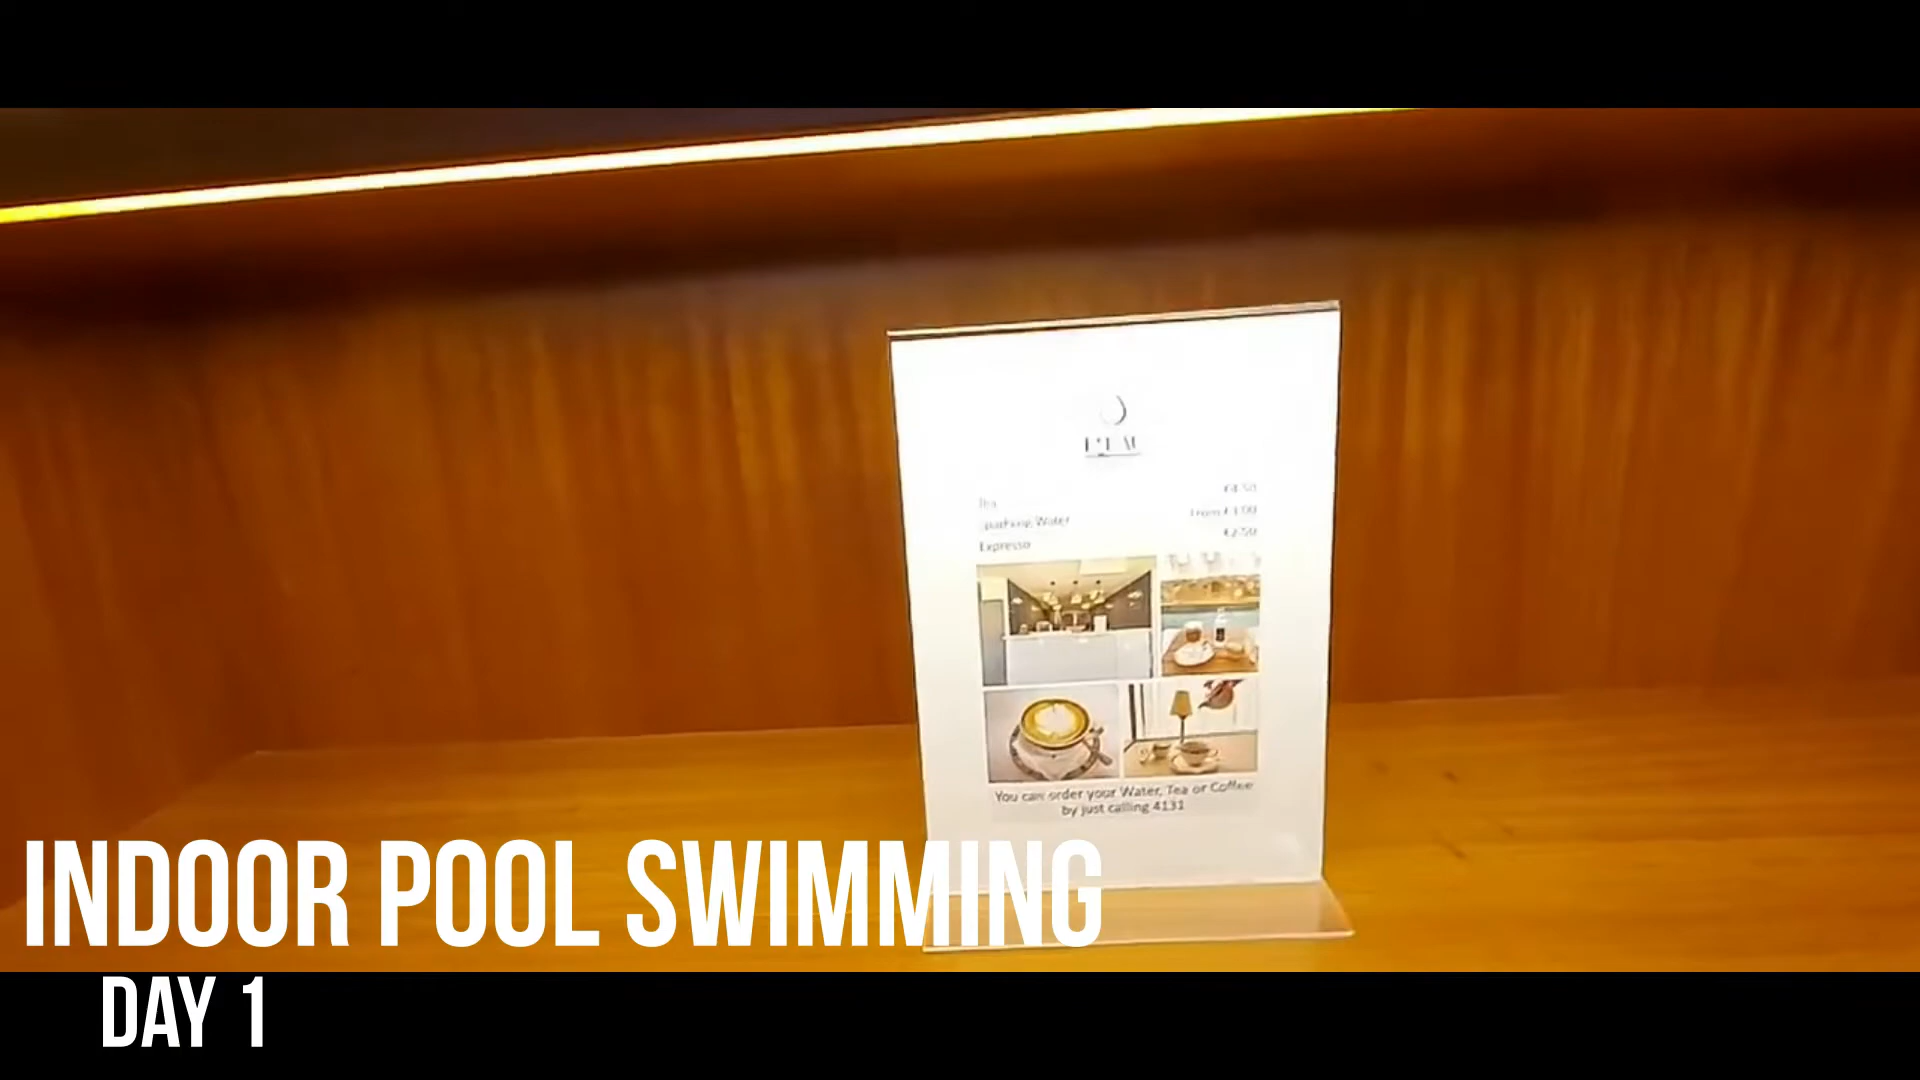 Tea
Water
Expresso
You can order your Water, Tea or Coffee
by just calling 4131
INDOOR POOL SWIMMING
DAY 1